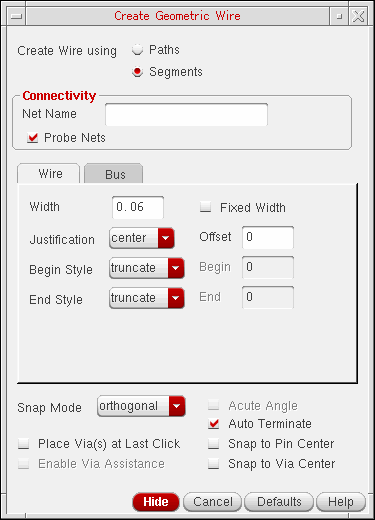 Create Geometric Wire
Create Wire using Paths
Segments
Connectivity
Net Name
Probe Nets
Wire Bus
Width 0.06 Fixed Width
Justification center Offset 0
Begin Style truncate Begin 0
End Style truncate End 0
Snap Mode orthogonal Acute Angle
Auto Terminate
Place Via(s) at Last Click Snap to Pin Center
Enable Via Assistance Snap to Via Center
Hide Cancel Defaults Help